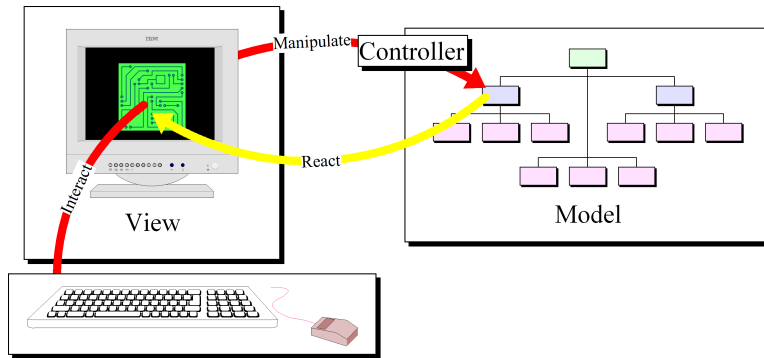 IBM
Manipulate
Controller
React
Interact
View
Model